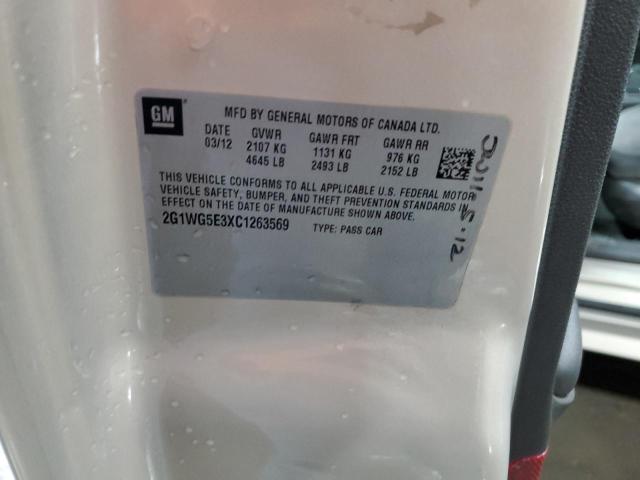 GM
MFD BY GENERAL MOTORS OF CANADA LTD.
DATE GVWR GAWR FRT GAWR RR
03/12 2107 KG 1131 KG 976 KG
4645 LB 2493 LB 2152 LB
THIS VEHICLE CONFORMS TO ALL APPLICABLE U.S. FEDERAL MOTOR
VEHICLE SAFETY, BUMPER, AND THEFT PREVENTION STANDARDS IN
EFFECT ON THE DATE OF MANUFACTURE SHOWN ABOVE.
2G1WG5E3XC1263569 TYPE: PASS CAR